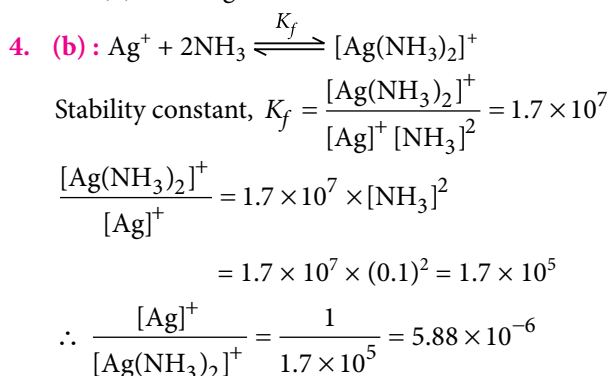 4. (b) : Ag⁺ + 2NH₃ ⇌ [Ag(NH₃)₂]⁺ (K_f)
Stability constant, K_f = [Ag(NH₃)₂]⁺ / [Ag]⁺ [NH₃]² = 1.7 × 10⁷
[Ag(NH₃)₂]⁺ / [Ag]⁺ = 1.7 × 10⁷ × [NH₃]²
= 1.7 × 10⁷ × (0.1)² = 1.7 × 10⁵
∴ [Ag]⁺ / [Ag(NH₃)₂]⁺ = 1 / 1.7 × 10⁵ = 5.88 × 10⁻⁶